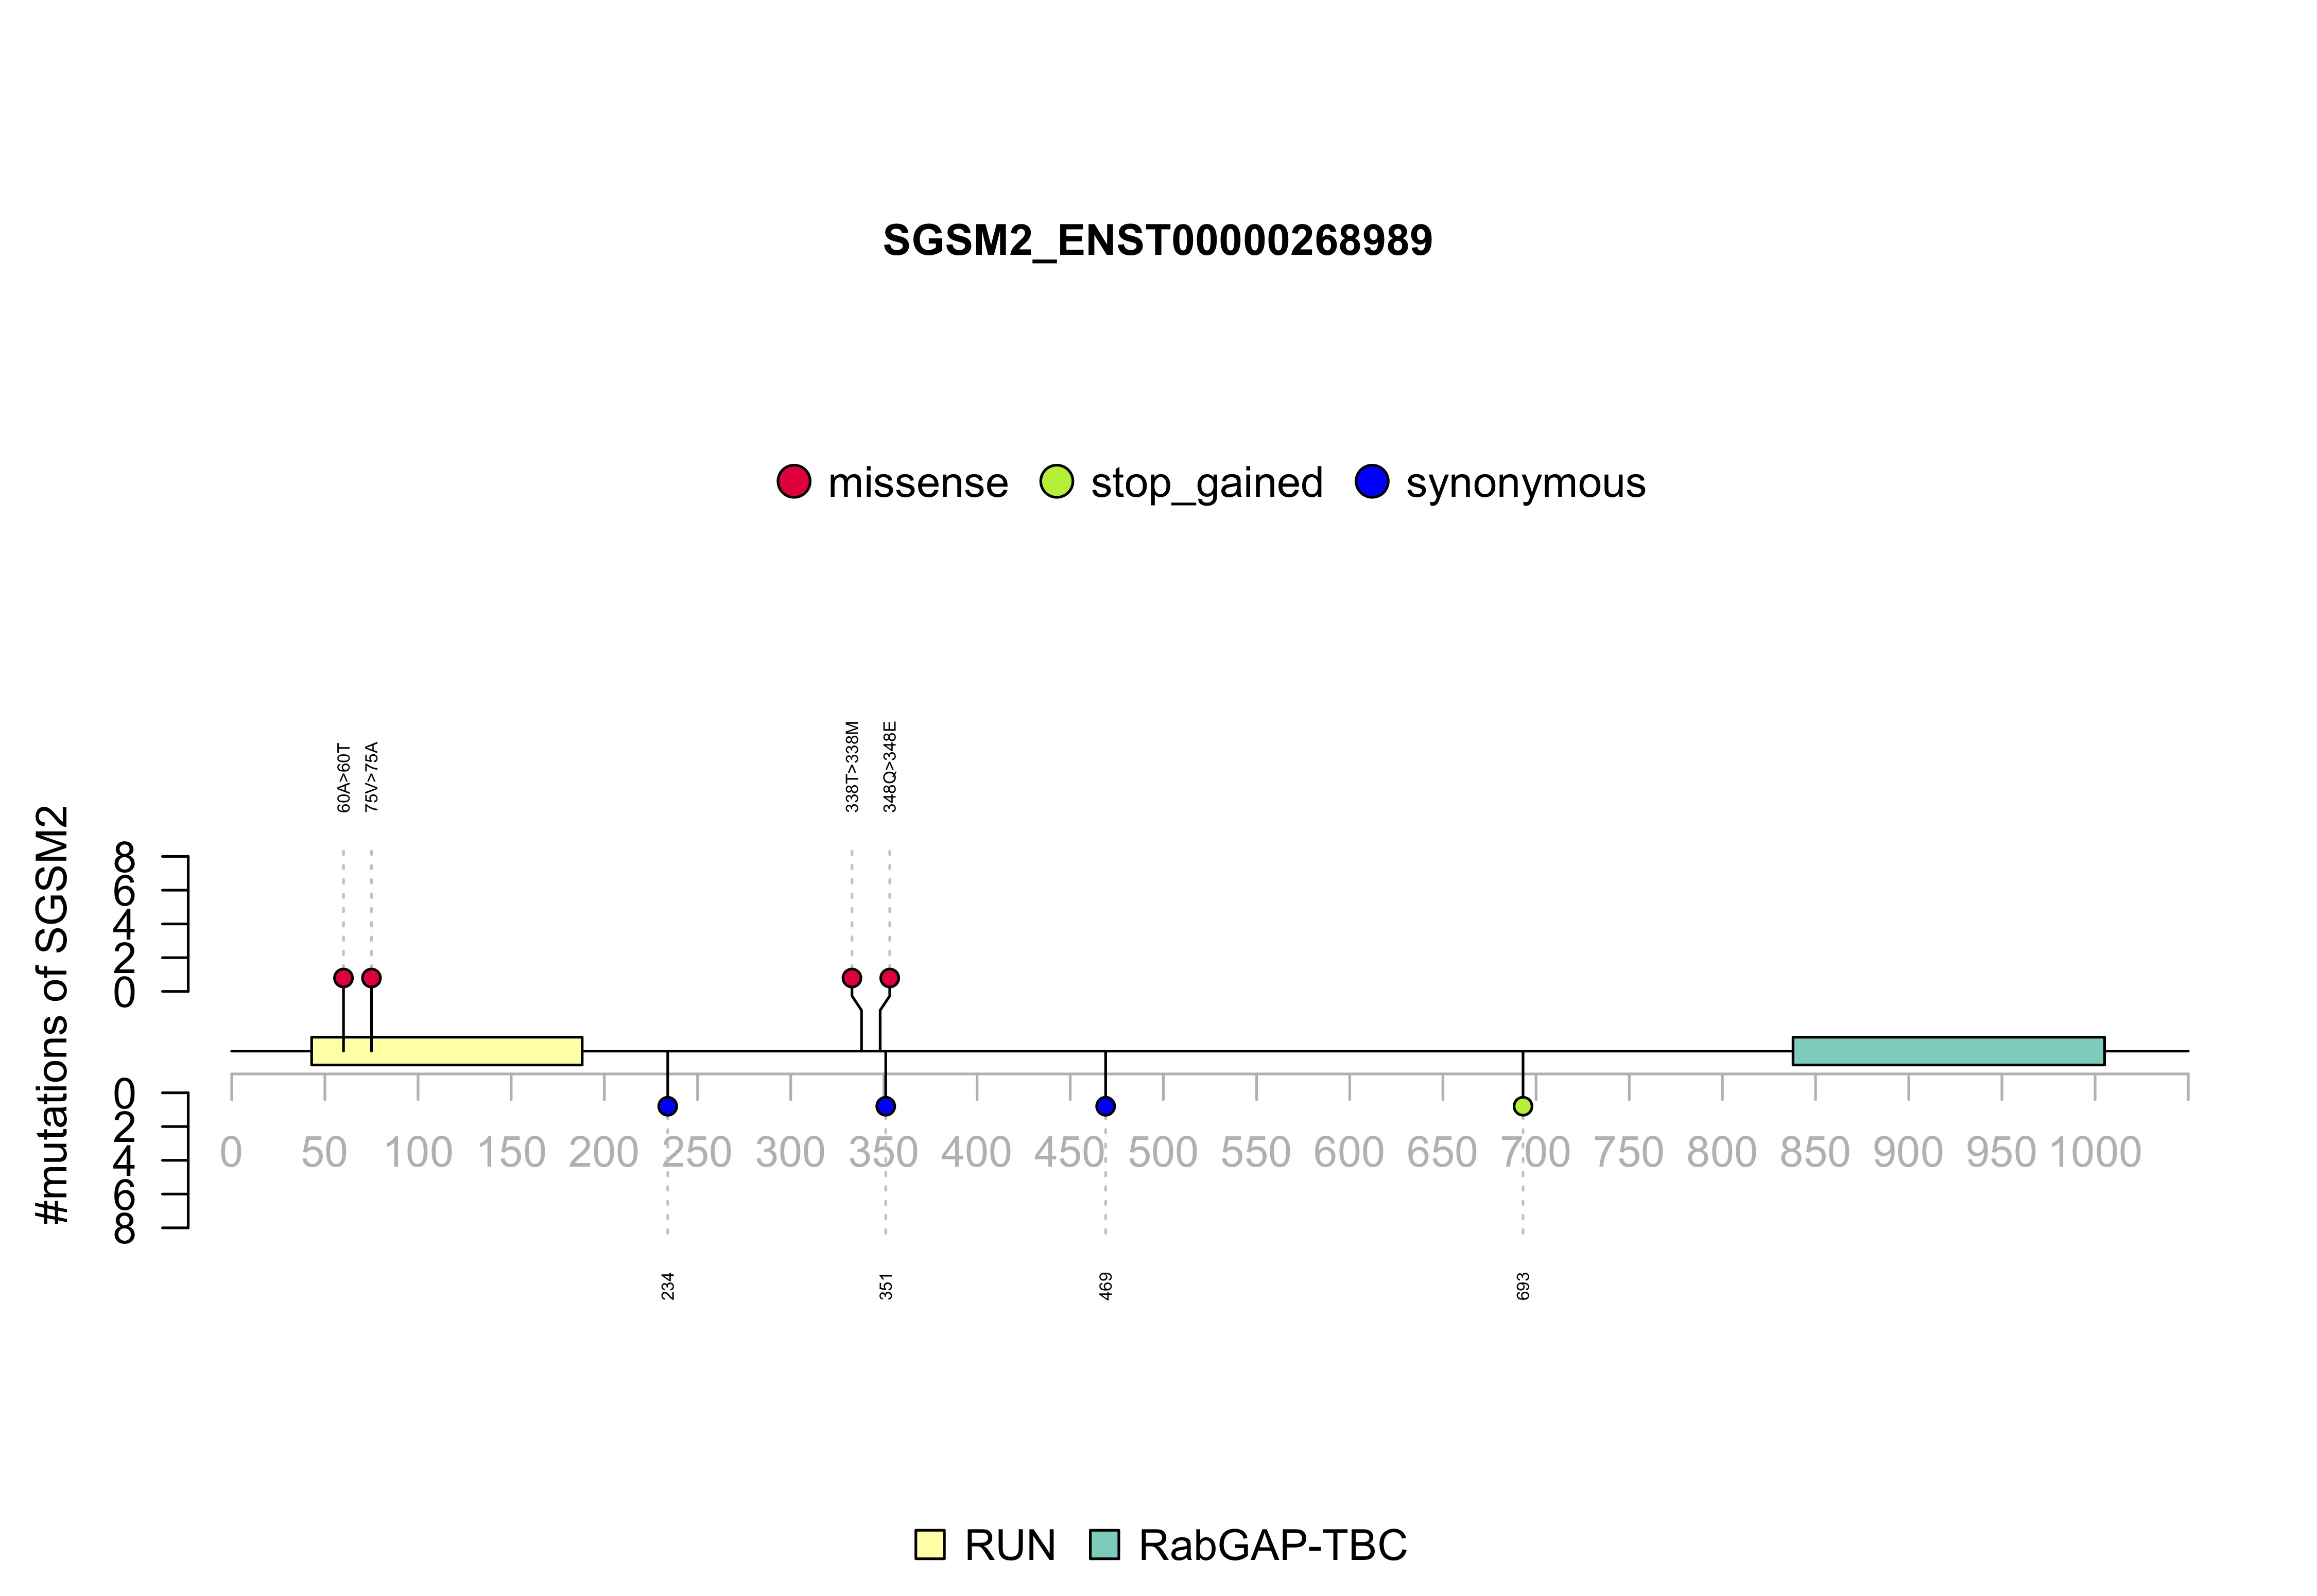 SGSM2_ENST00000268989
missense stop_gained synonymous
60A>60T
75V>75A
338T>338M
348Q>348E
#mutations of SGSM2
8
6
4
2
0
0
2
4
6
8
0 50 100 150 200 250 300 350 400 450 500 550 600 650 700 750 800 850 900 950 1000
234
351
469
693
RUN RabGAP-TBC